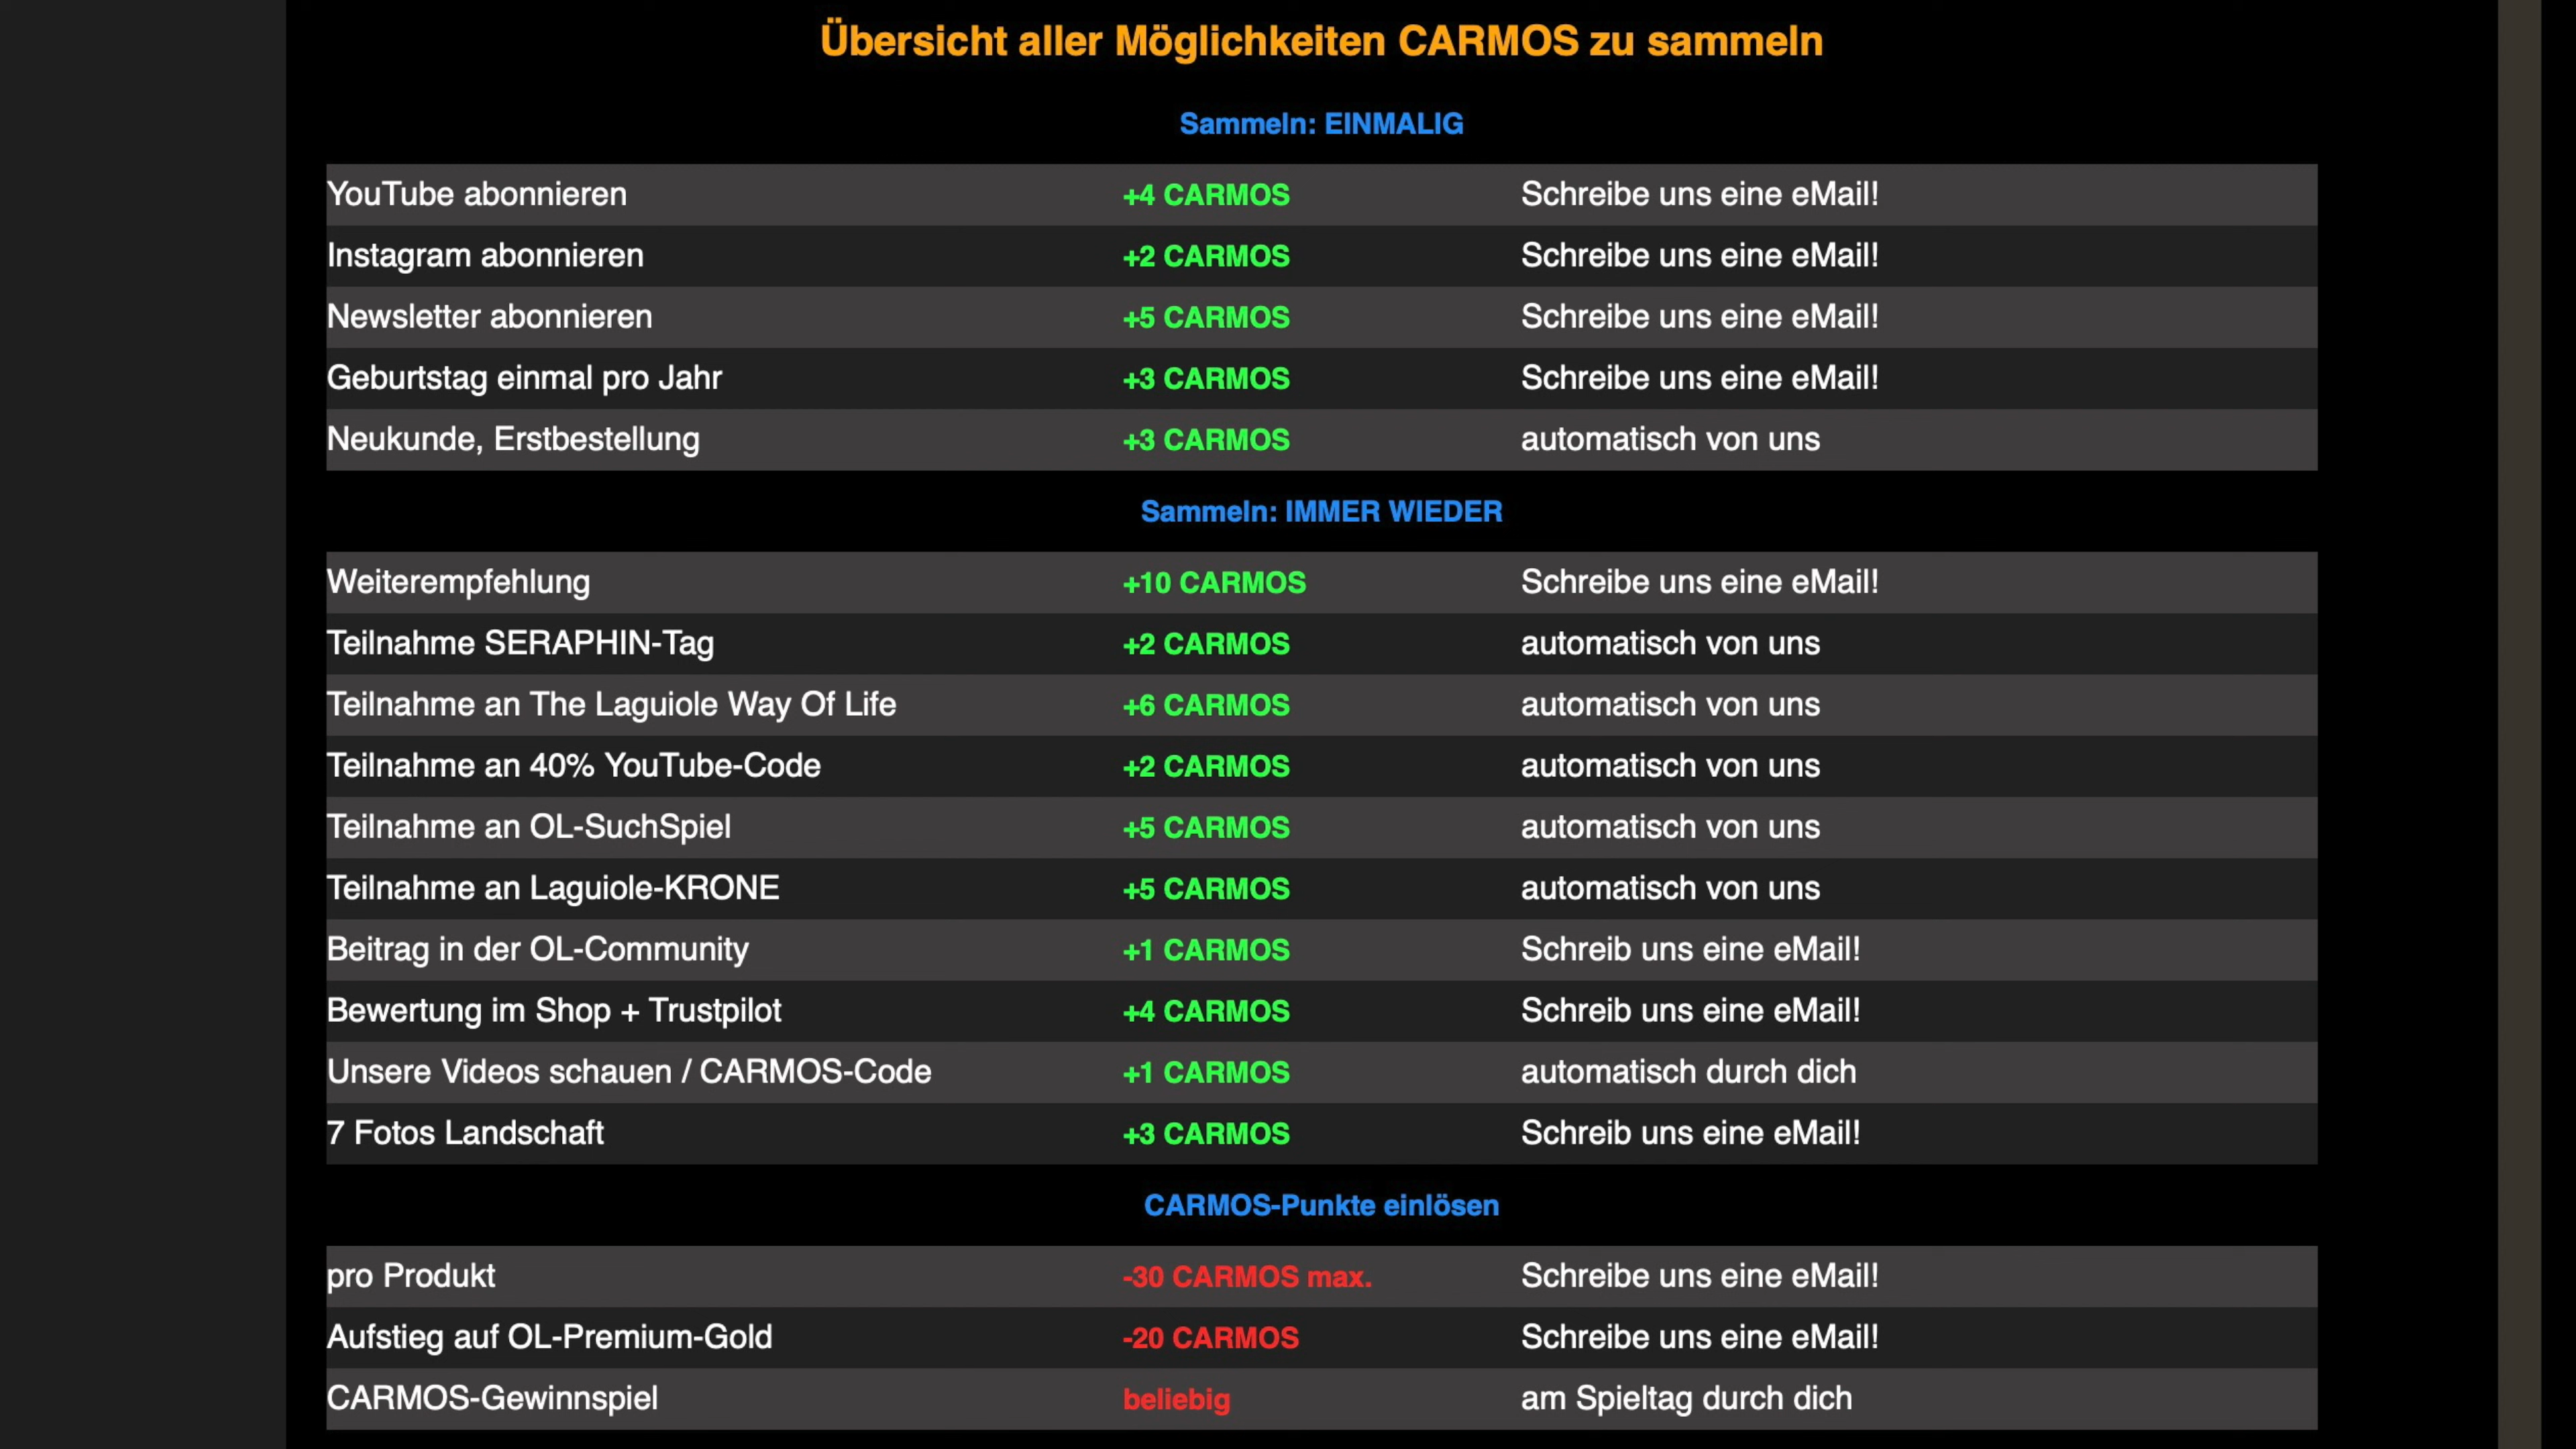 Übersicht aller Möglichkeiten CARMOS zu sammeln
Sammeln: EINMALIG
YouTube abonnieren +4 CARMOS Schreibe uns eine eMail!
Instagram abonnieren +2 CARMOS Schreibe uns eine eMail!
Newsletter abonnieren +5 CARMOS Schreibe uns eine eMail!
Geburtstag einmal pro Jahr +3 CARMOS Schreibe uns eine eMail!
Neukunde, Erstbestellung +3 CARMOS automatisch von uns
Sammeln: IMMER WIEDER
Weiterempfehlung +10 CARMOS Schreibe uns eine eMail!
Teilnahme SERAPHIN-Tag +2 CARMOS automatisch von uns
Teilnahme an The Laguiole Way Of Life +6 CARMOS automatisch von uns
Teilnahme an 40% YouTube-Code +2 CARMOS automatisch von uns
Teilnahme an OL-SuchSpiel +5 CARMOS automatisch von uns
Teilnahme an Laguiole-KRONE +5 CARMOS automatisch von uns
Beitrag in der OL-Community +1 CARMOS Schreib uns eine eMail!
Bewertung im Shop + Trustpilot +4 CARMOS Schreib uns eine eMail!
Unsere Videos schauen / CARMOS-Code +1 CARMOS automatisch durch dich
7 Fotos Landschaft +3 CARMOS Schreib uns eine eMail!
CARMOS-Punkte einlösen
pro Produkt -30 CARMOS max. Schreibe uns eine eMail!
Aufstieg auf OL-Premium-Gold -20 CARMOS Schreibe uns eine eMail!
CARMOS-Gewinnspiel beliebig am Spieltag durch dich